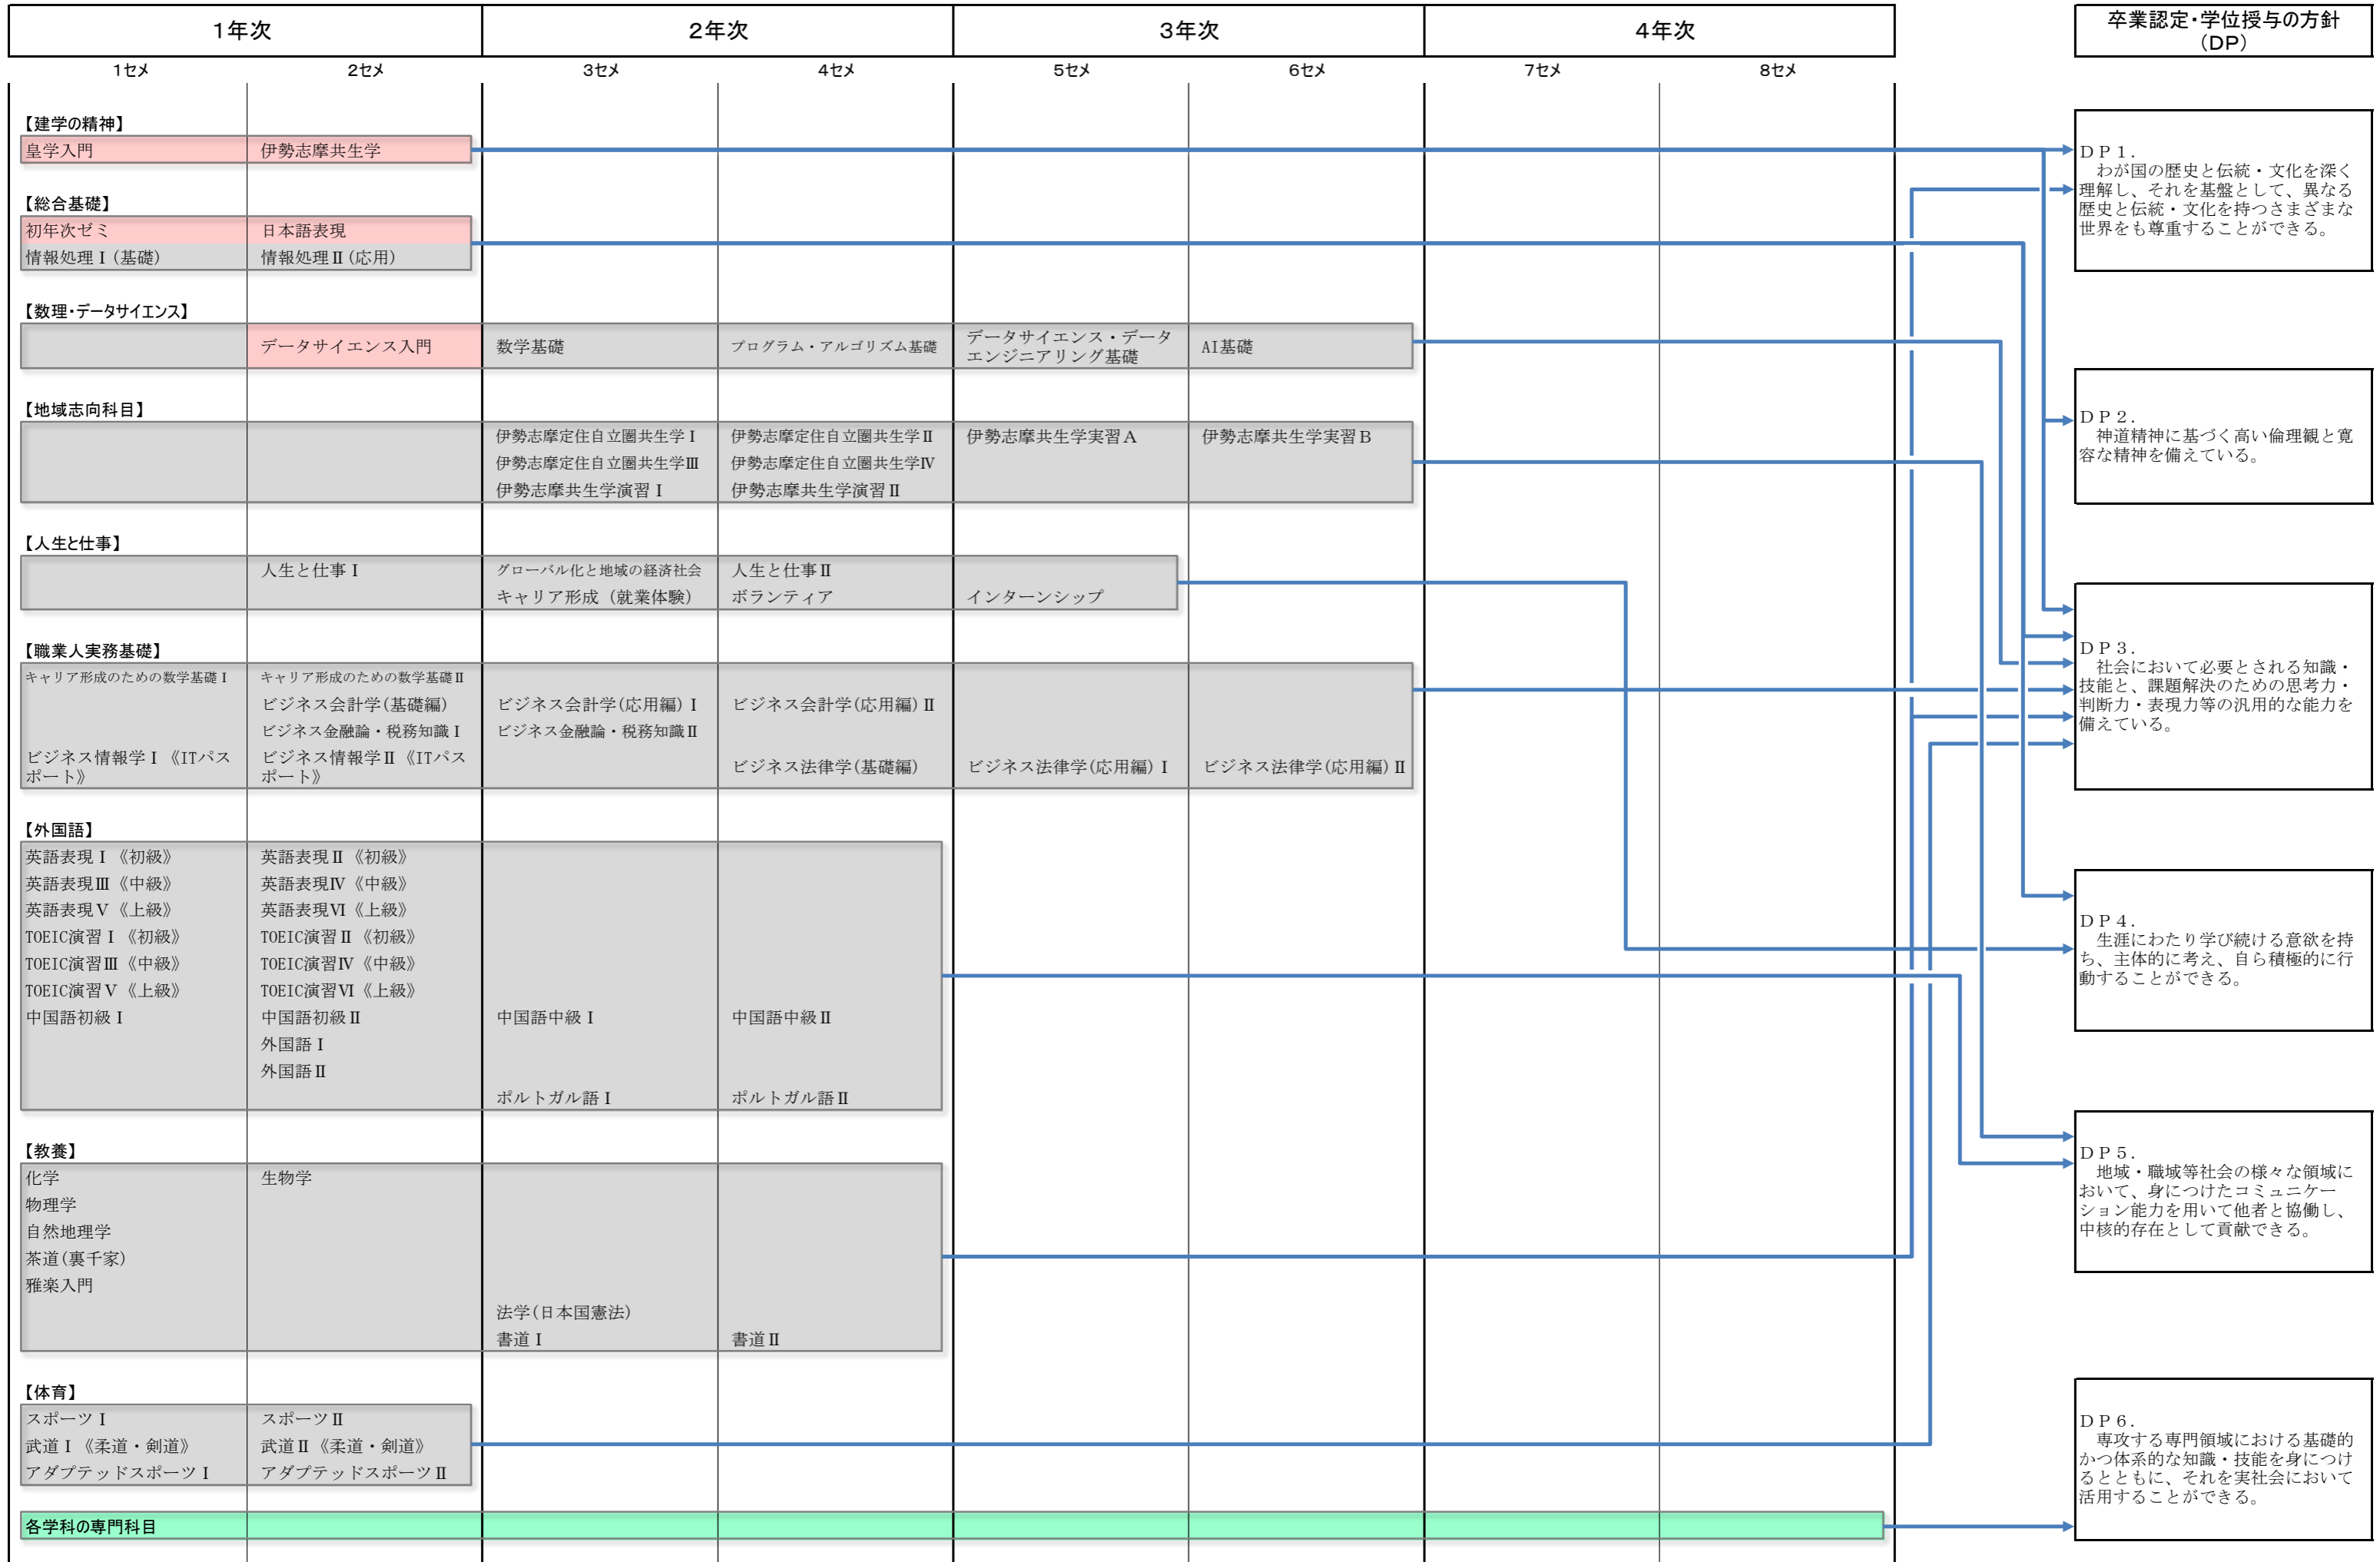 1年次
2年次
3年次
4年次
卒業認定・学位授与の方針
（DP）
1セメ
2セメ
3セメ
4セメ
5セメ
6セメ
7セメ
8セメ
【建学の精神】
皇学入門
伊勢志摩共生学
【総合基礎】
初年次ゼミ
日本語表現
情報処理Ⅰ(基礎)
情報処理Ⅱ(応用)
【数理・データサイエンス】
データサイエンス入門
数学基礎
プログラム・アルゴリズム基礎
データサイエンス・データ
エンジニアリング基礎
AI基礎
【地域志向科目】
伊勢志摩定住自立圏共生学Ⅰ
伊勢志摩定住自立圏共生学Ⅱ
伊勢志摩共生学実習Ａ
伊勢志摩共生学実習Ｂ
伊勢志摩定住自立圏共生学Ⅲ
伊勢志摩定住自立圏共生学Ⅳ
伊勢志摩共生学演習Ⅰ
伊勢志摩共生学演習Ⅱ
【人生と仕事】
人生と仕事Ⅰ
グローバル化と地域の経済社会
人生と仕事Ⅱ
キャリア形成（就業体験）
ボランティア
インターンシップ
【職業人実務基礎】
キャリア形成のための数学基礎Ⅰ
キャリア形成のための数学基礎Ⅱ
ビジネス会計学(基礎編)
ビジネス会計学(応用編)Ⅰ
ビジネス会計学(応用編)Ⅱ
ビジネス金融論・税務知識Ⅰ
ビジネス金融論・税務知識Ⅱ
ビジネス情報学Ⅰ《ITパス
ポート》
ビジネス情報学Ⅱ《ITパス
ポート》
ビジネス法律学(基礎編)
ビジネス法律学(応用編)Ⅰ
ビジネス法律学(応用編)Ⅱ
【外国語】
英語表現Ⅰ《初級》
英語表現Ⅱ《初級》
英語表現Ⅲ《中級》
英語表現Ⅳ《中級》
英語表現Ⅴ《上級》
英語表現Ⅵ《上級》
TOEIC演習Ⅰ《初級》
TOEIC演習Ⅱ《初級》
TOEIC演習Ⅲ《中級》
TOEIC演習Ⅳ《中級》
TOEIC演習Ⅴ《上級》
TOEIC演習Ⅵ《上級》
中国語初級Ⅰ
中国語初級Ⅱ
中国語中級Ⅰ
中国語中級Ⅱ
外国語Ⅰ
外国語Ⅱ
ポルトガル語Ⅰ
ポルトガル語Ⅱ
【教養】
化学
生物学
物理学
自然地理学
茶道(裏千家)
雅楽入門
法学(日本国憲法)
書道Ⅰ
書道Ⅱ
【体育】
スポーツⅠ
スポーツⅡ
武道Ⅰ《柔道・剣道》
武道Ⅱ《柔道・剣道》
アダプテッドスポーツⅠ
アダプテッドスポーツⅡ
各学科の専門科目
ＤＰ１．
わが国の歴史と伝統・文化を深く
理解し、それを基盤として、異なる
歴史と伝統・文化を持つさまざまな
世界をも尊重することができる。
ＤＰ２．
神道精神に基づく高い倫理観と寛
容な精神を備えている。
ＤＰ３．
社会において必要とされる知識・
技能と、課題解決のための思考力・
判断力・表現力等の汎用的な能力を
備えている。
ＤＰ４．
生涯にわたり学び続ける意欲を持
ち、主体的に考え、自ら積極的に行
動することができる。
ＤＰ５．
地域・職域等社会の様々な領域に
おいて、身につけたコミュニケー
ション能力を用いて他者と協働し、
中核的存在として貢献できる。
ＤＰ６．
専攻する専門領域における基礎的
かつ体系的な知識・技能を身につけ
るとともに、それを実社会において
活用することができる。